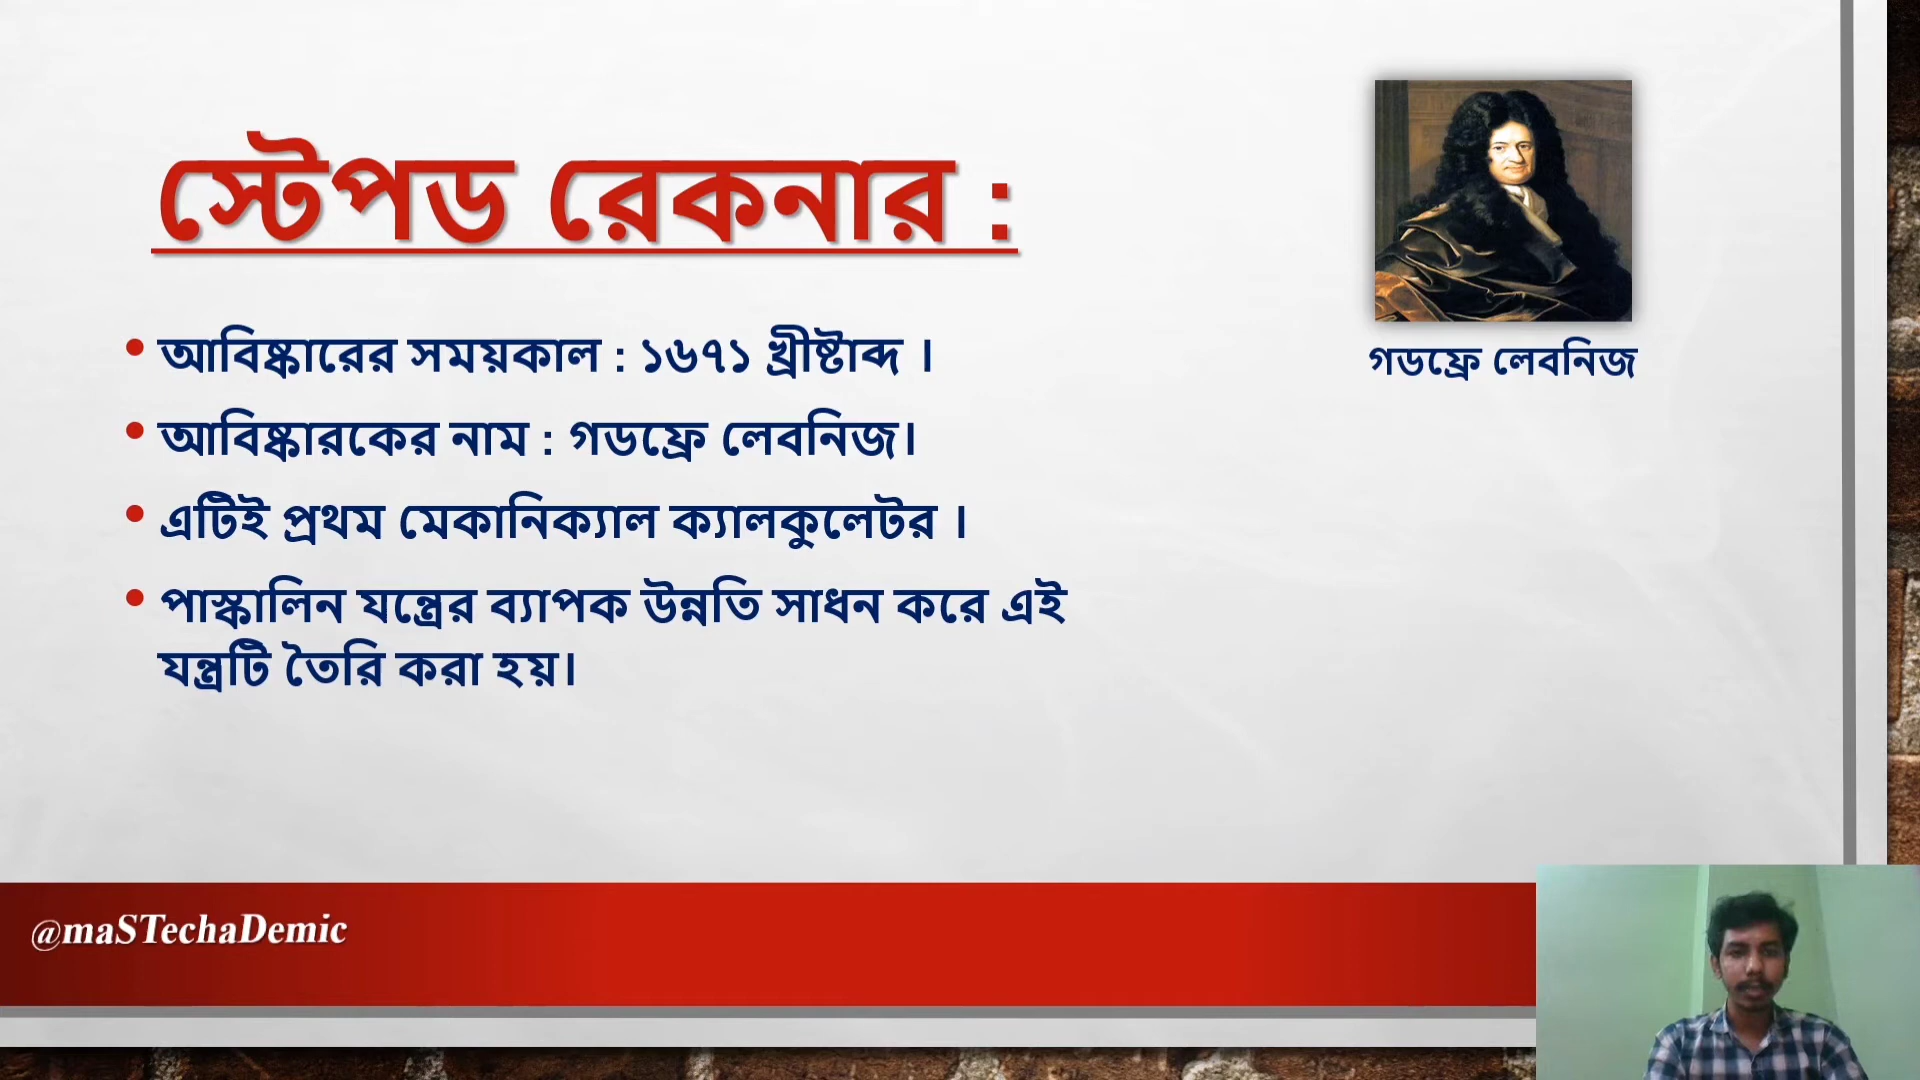 স্টেপড রেকনার :
গডফ্রে লেবনিজ
• আবিষ্কারের সময়কাল : ১৬৭১ খ্রীষ্টাব্দ ।
• আবিষ্কারকের নাম : গডফ্রে লেবনিজ।
• এটিই প্রথম মেকানিক্যাল ক্যালকুলেটর ।
• পাস্কালিন যন্ত্রের ব্যাপক উন্নতি সাধন করে এই
যন্ত্রটি তৈরি করা হয়।
@maSTechaDemic